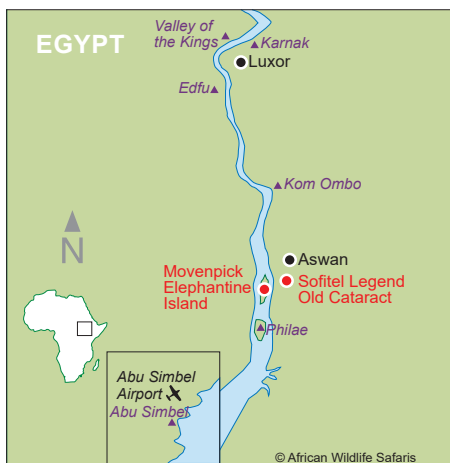 EGYPT
Valley of
the Kings
Karnak
Luxor
Edfu
Kom Ombo
N
Aswan
Movenpick
Elephantine
Island
Sofitel Legend
Old Cataract
Philae
Abu Simbel
Airport
Abu Simbel
© African Wildlife Safaris